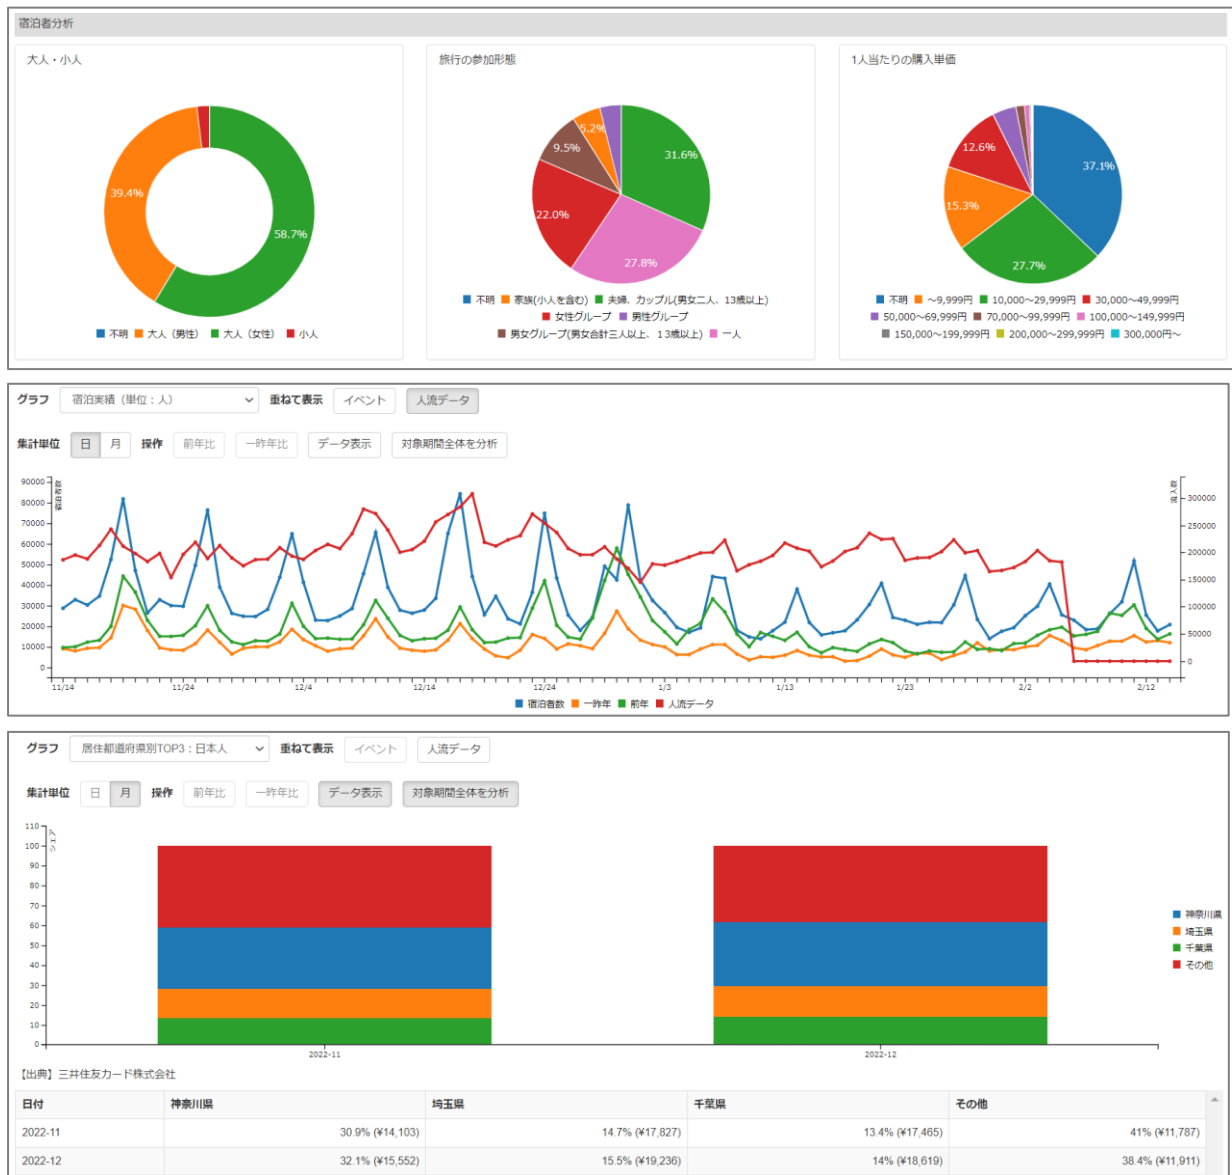 宿泊者分析
大人・小人
旅行の参加形態
1人当たりの購入単価
39.4%
58.7%
5.2%
9.5%
31.6%
22.0%
27.8%
12.6%
37.1%
15.3%
27.7%
不明 大人（男性） 大人（女性） 小人
不明 家族(小人を含む) 夫婦、カップル(男女二人、13歳以上)
女性グループ 男性グループ
男女グループ(男女合計三人以上、13歳以上) 一人
不明 ～9,999円 10,000～29,999円 30,000～49,999円
50,000～69,999円 70,000～99,999円 100,000～149,999円
150,000～199,999円 200,000～299,999円 300,000円～
グラフ 宿泊実績（単位：人） 重ねて表示 イベント 人流データ
集計単位 日 月 操作 前年比 一昨年比 データ表示 対象期間全体を分析
宿泊者数
90000
80000
70000
60000
50000
40000
30000
20000
10000
0
流入数
300000
250000
200000
150000
100000
50000
0
11/14 11/24 12/4 12/14 12/24 1/3 1/13 1/23 2/2 2/12
宿泊者数 一昨年 前年 人流データ
グラフ 居住都道府県別TOP3：日本人 重ねて表示 イベント 人流データ
集計単位 日 月 操作 前年比 一昨年比 データ表示 対象期間全体を分析
シェア
110
100
90
80
70
60
50
40
30
20
10
0
神奈川県
埼玉県
千葉県
その他
2022-11 2022-12
【出典】三井住友カード株式会社
日付 神奈川県 埼玉県 千葉県 その他
2022-11 30.9% (¥14,103) 14.7% (¥17,827) 13.4% (¥17,465) 41% (¥11,787)
2022-12 32.1% (¥15,552) 15.5% (¥19,236) 14% (¥18,619) 38.4% (¥11,911)